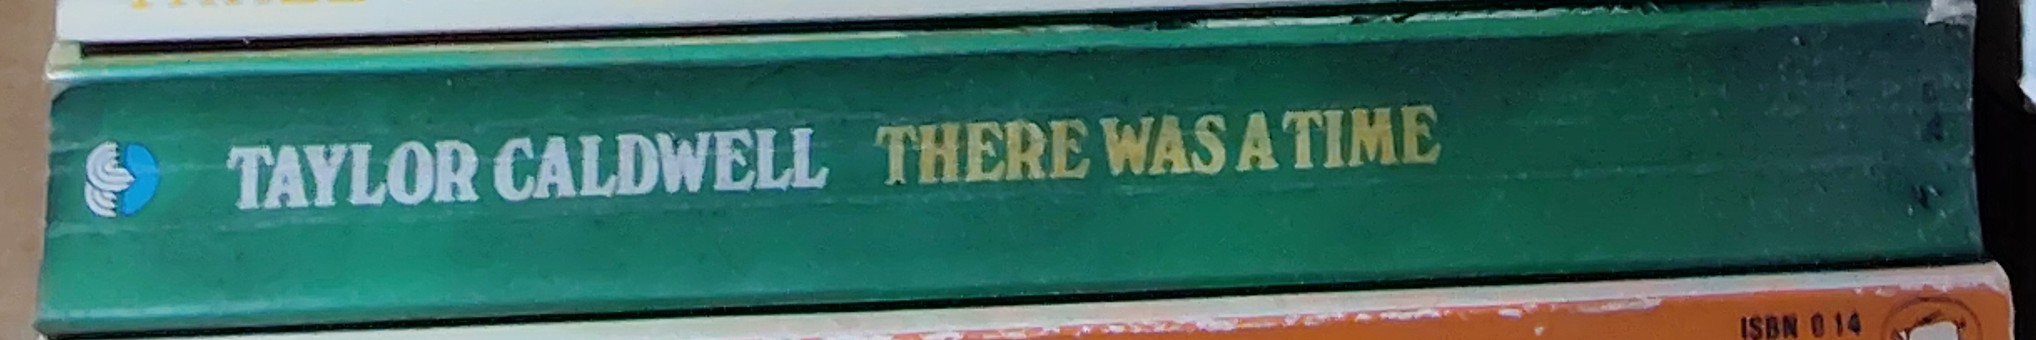 TAYLOR CALDWELL THERE WAS A TIME
ISBN 0 14